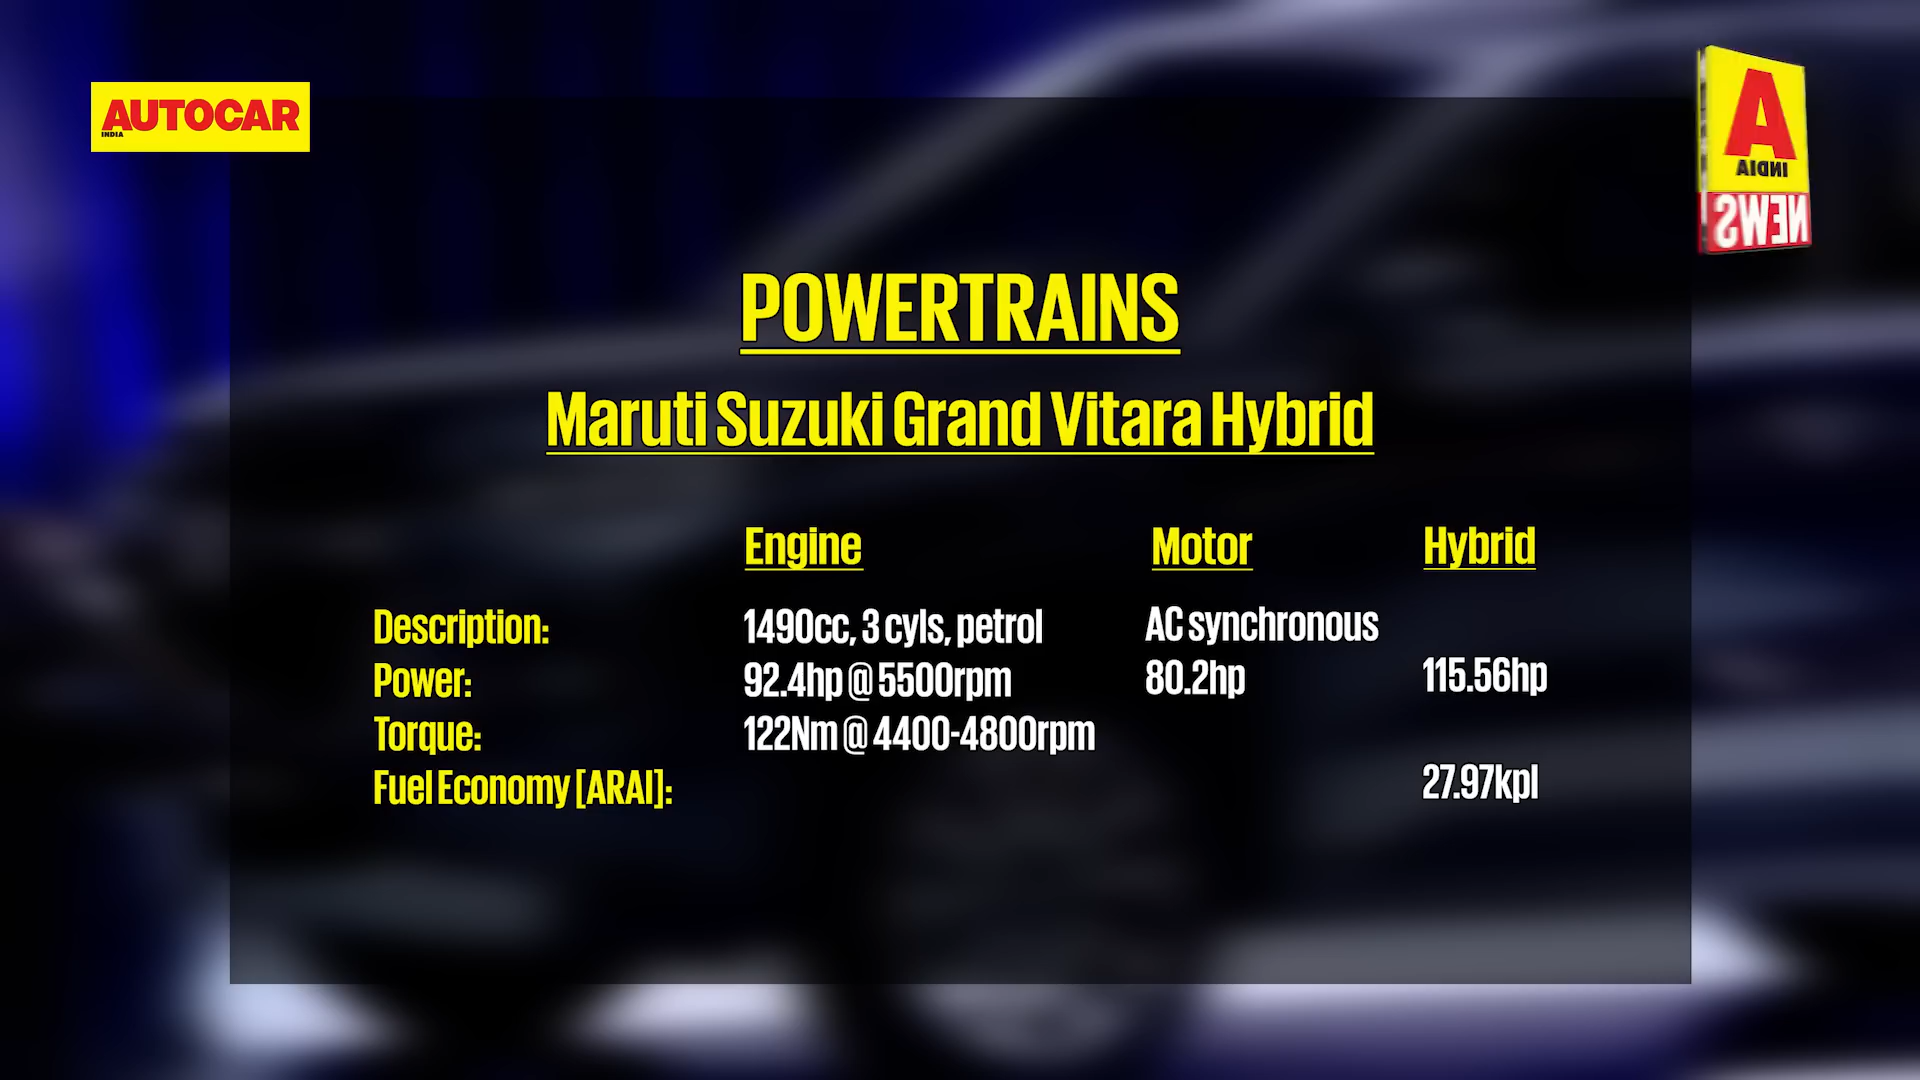 AUTOCAR
INDIA
A
INDIA
NEWS
POWERTRAINS
Maruti Suzuki Grand Vitara Hybrid
Engine Motor Hybrid
Description: 1490cc, 3 cyls, petrol AC synchronous
Power: 92.4hp @ 5500rpm 80.2hp 115.56hp
Torque: 122Nm @ 4400-4800rpm
Fuel Economy [ARAI]: 27.97kpl